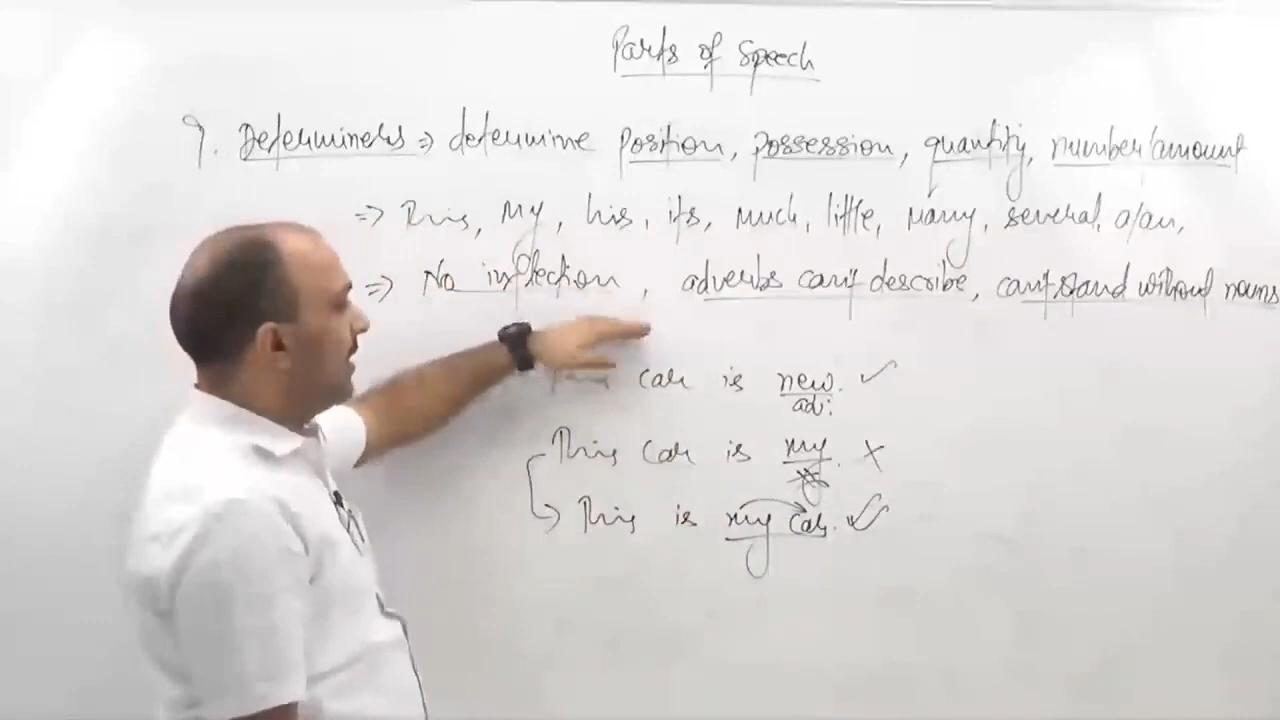 Parts of Speech
9. Determiners ⇒ determine position, possession, quantity, number/amount
⇒ This, My, his, its, much, little, many, several, a/an,
⇒ No inflection, adverbs can't describe, can't stand without nouns
car is new. ✓
adj:
This car is my. ✗
→ This is my car. ✓